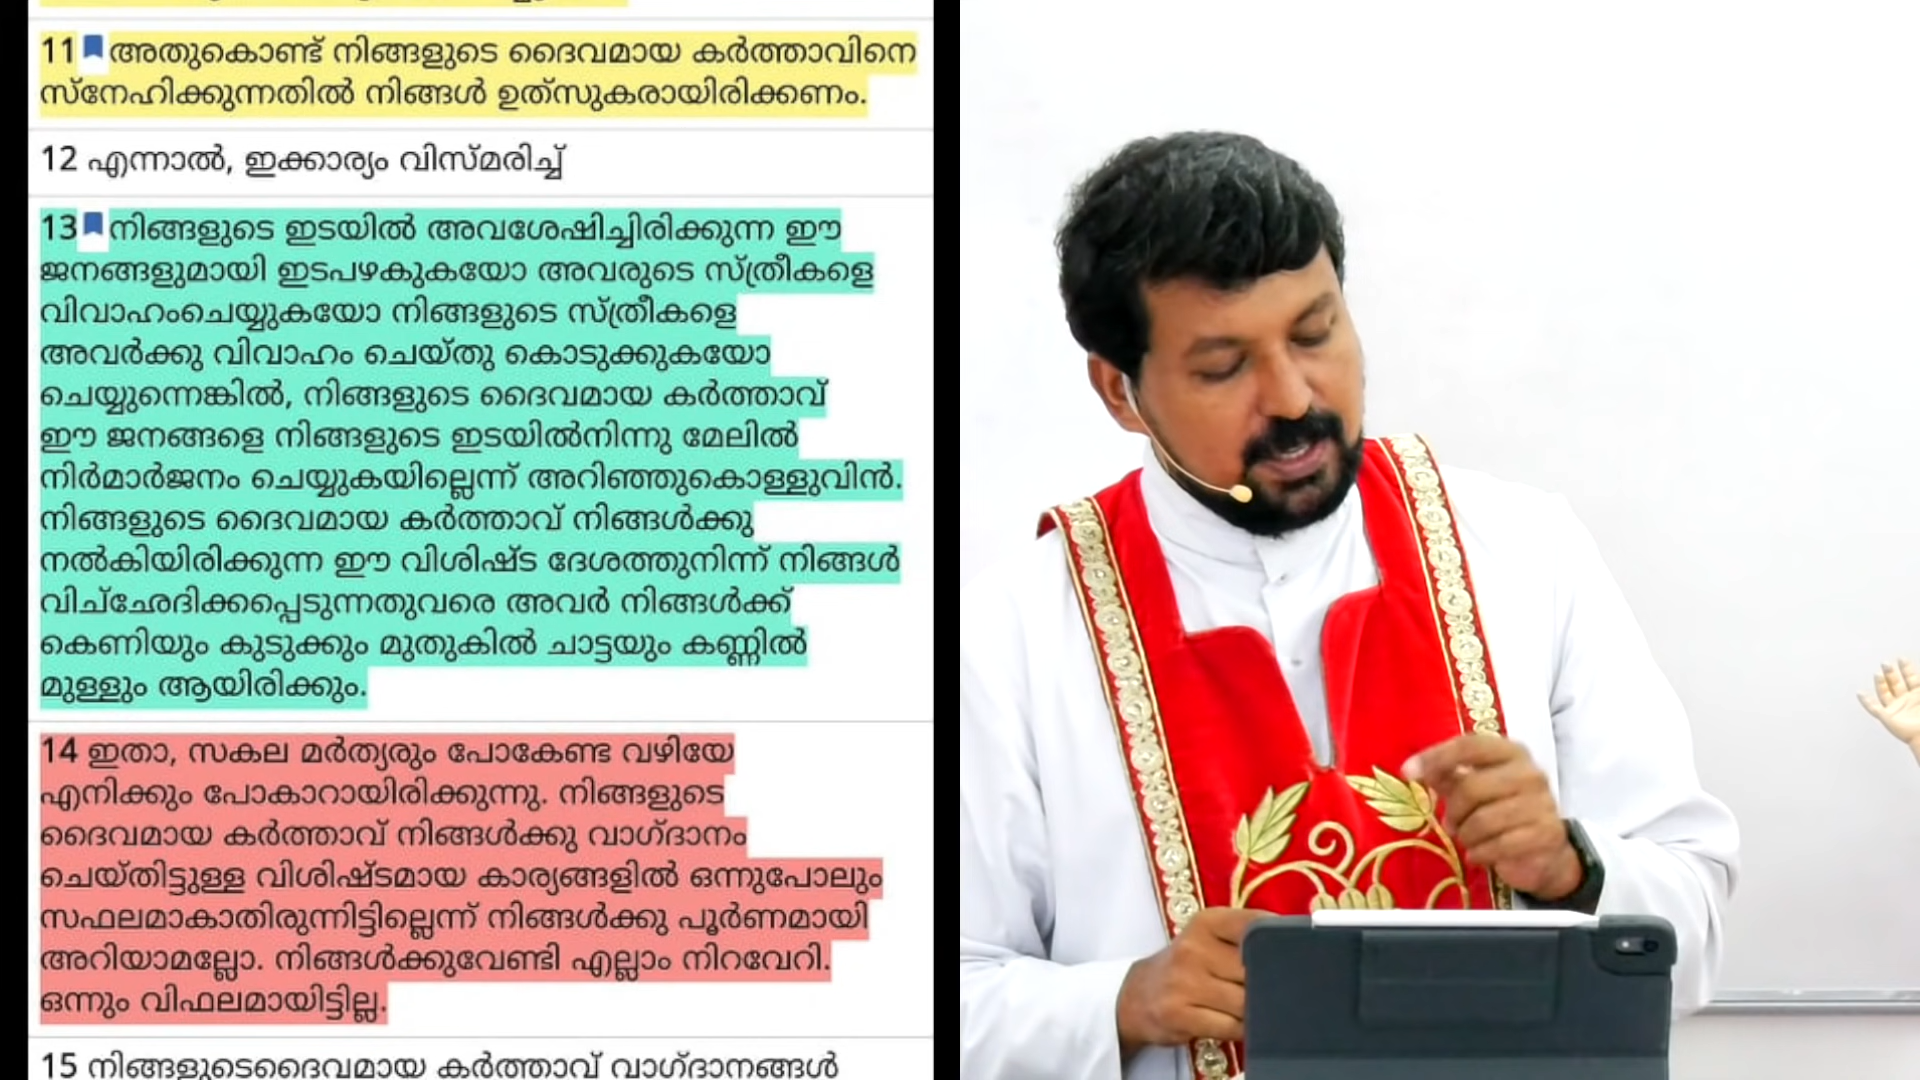 11 അതുകൊണ്ട് നിങ്ങളുടെ ദൈവമായ കർത്താവിനെ
സ്നേഹിക്കുന്നതിൽ നിങ്ങൾ ഉത്സുകരായിരിക്കണം.
12 എന്നാൽ, ഇക്കാര്യം വിസ്മരിച്ച്
13 നിങ്ങളുടെ ഇടയിൽ അവശേഷിച്ചിരിക്കുന്ന ഈ
ജനങ്ങളുമായി ഇടപഴകുകയോ അവരുടെ സ്ത്രീകളെ
വിവാഹംചെയ്യുകയോ നിങ്ങളുടെ സ്ത്രീകളെ
അവർക്കു വിവാഹം ചെയ്തു കൊടുക്കുകയോ
ചെയ്യുന്നെങ്കിൽ, നിങ്ങളുടെ ദൈവമായ കർത്താവ്
ഈ ജനങ്ങളെ നിങ്ങളുടെ ഇടയിൽനിന്നു മേലിൽ
നിർമാർജനം ചെയ്യുകയില്ലെന്ന് അറിഞ്ഞുകൊള്ളുവിൻ.
നിങ്ങളുടെ ദൈവമായ കർത്താവ് നിങ്ങൾക്കു
നൽകിയിരിക്കുന്ന ഈ വിശിഷ്ട ദേശത്തുനിന്ന് നിങ്ങൾ
വിച്ഛേദിക്കപ്പെടുന്നതുവരെ അവർ നിങ്ങൾക്ക്
കെണിയും കുടുക്കും മുതുകിൽ ചാട്ടയും കണ്ണിൽ
മുള്ളും ആയിരിക്കും.
14 ഇതാ, സകല മർത്യരും പോകേണ്ട വഴിയേ
എനിക്കും പോകാറായിരിക്കുന്നു. നിങ്ങളുടെ
ദൈവമായ കർത്താവ് നിങ്ങൾക്കു വാഗ്ദാനം
ചെയ്തിട്ടുള്ള വിശിഷ്ടമായ കാര്യങ്ങളിൽ ഒന്നുപോലും
സഫലമാകാതിരുന്നിട്ടില്ലെന്ന് നിങ്ങൾക്കു പൂർണമായി
അറിയാമല്ലോ. നിങ്ങൾക്കുവേണ്ടി എല്ലാം നിറവേറി.
ഒന്നും വിഫലമായിട്ടില്ല.
15 നിങ്ങളുടെദൈവമായ കർത്താവ് വാഗ്ദാനങ്ങൾ